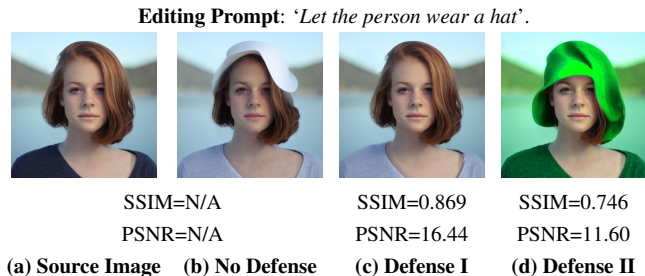 Editing Prompt: ‘Let the person wear a hat’.
SSIM=N/A SSIM=0.869 SSIM=0.746
PSNR=N/A PSNR=16.44 PSNR=11.60
(a) Source Image (b) No Defense (c) Defense I (d) Defense II